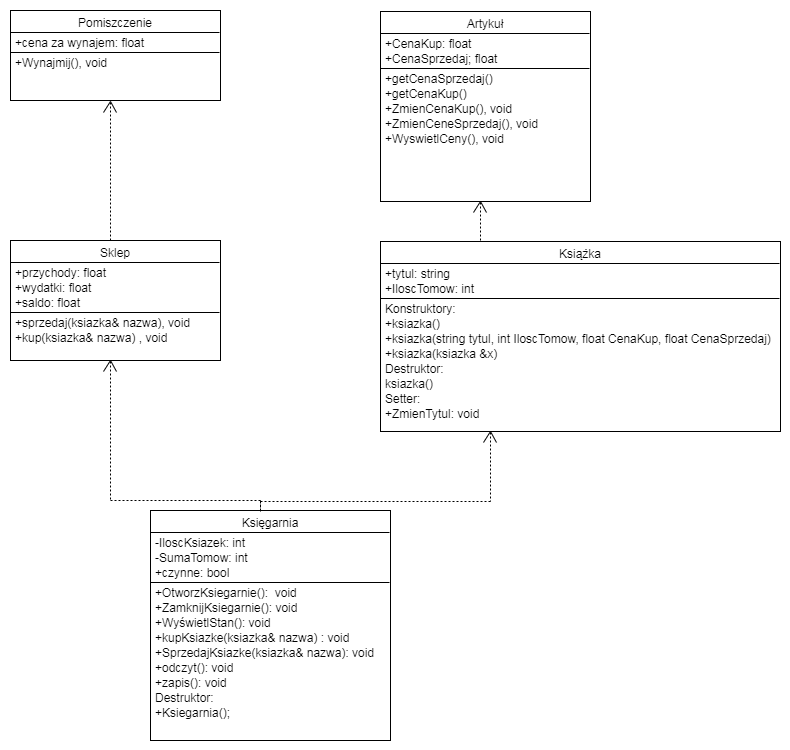 Pomiszczenie
+cena za wynajem: float
+Wynajmij(), void
Artykuł
+CenaKup: float
+CenaSprzedaj; float
+getCenaSprzedaj()
+getCenaKup()
+ZmienCenaKup(), void
+ZmienCeneSprzedaj(), void
+WyswietlCeny(), void
Sklep
+przychody: float
+wydatki: float
+saldo: float
+sprzedaj(ksiazka& nazwa), void
+kup(ksiazka& nazwa) , void
Książka
+tytul: string
+IloscTomow: int
Konstruktory:
+ksiazka()
+ksiazka(string tytul, int IloscTomow, float CenaKup, float CenaSprzedaj)
+ksiazka(ksiazka &x)
Destruktor:
ksiazka()
Setter:
+ZmienTytul: void
Księgarnia
-IloscKsiazek: int
-SumaTomow: int
+czynne: bool
+OtworzKsiegarnie(): void
+ZamknijKsiegarnie(): void
+WyświetlStan(): void
+kupKsiazke(ksiazka& nazwa) : void
+SprzedajKsiazke(ksiazka& nazwa): void
+odczyt(): void
+zapis(): void
Destruktor:
+Ksiegarnia();